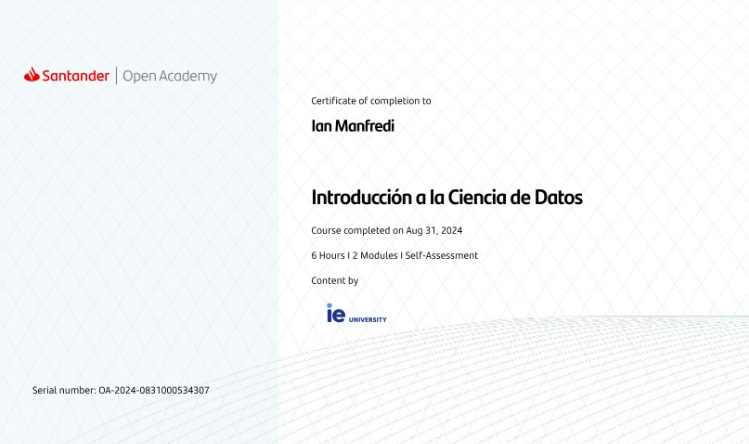 Santander | Open Academy
Certificate of completion to
Ian Manfredi
Introducción a la Ciencia de Datos
Course completed on Aug 31, 2024
6 Hours I 2 Modules I Self-Assessment
Content by
ie UNIVERSITY
Serial number: OA-2024-0831000534307